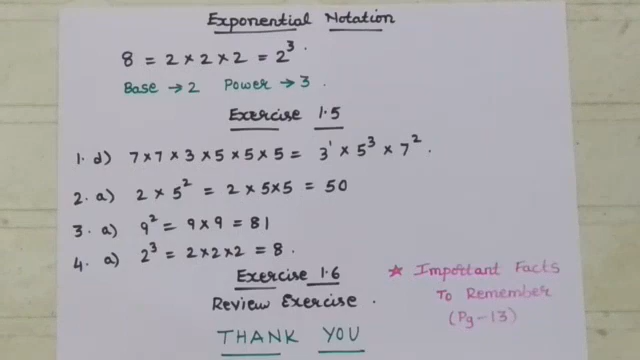 Exponential Notation
8 = 2 × 2 × 2 = 2³.
Base → 2 Power → 3
Exercise 1.5
1. d) 7 × 7 × 3 × 5 × 5 × 5 = 3¹ × 5³ × 7².
2. a) 2 × 5² = 2 × 5 × 5 = 50
3. a) 9² = 9 × 9 = 81
4. a) 2³ = 2 × 2 × 2 = 8.
Exercise 1.6
Review Exercise.
★ Important Facts
To Remember
(Pg - 13)
THANK YOU